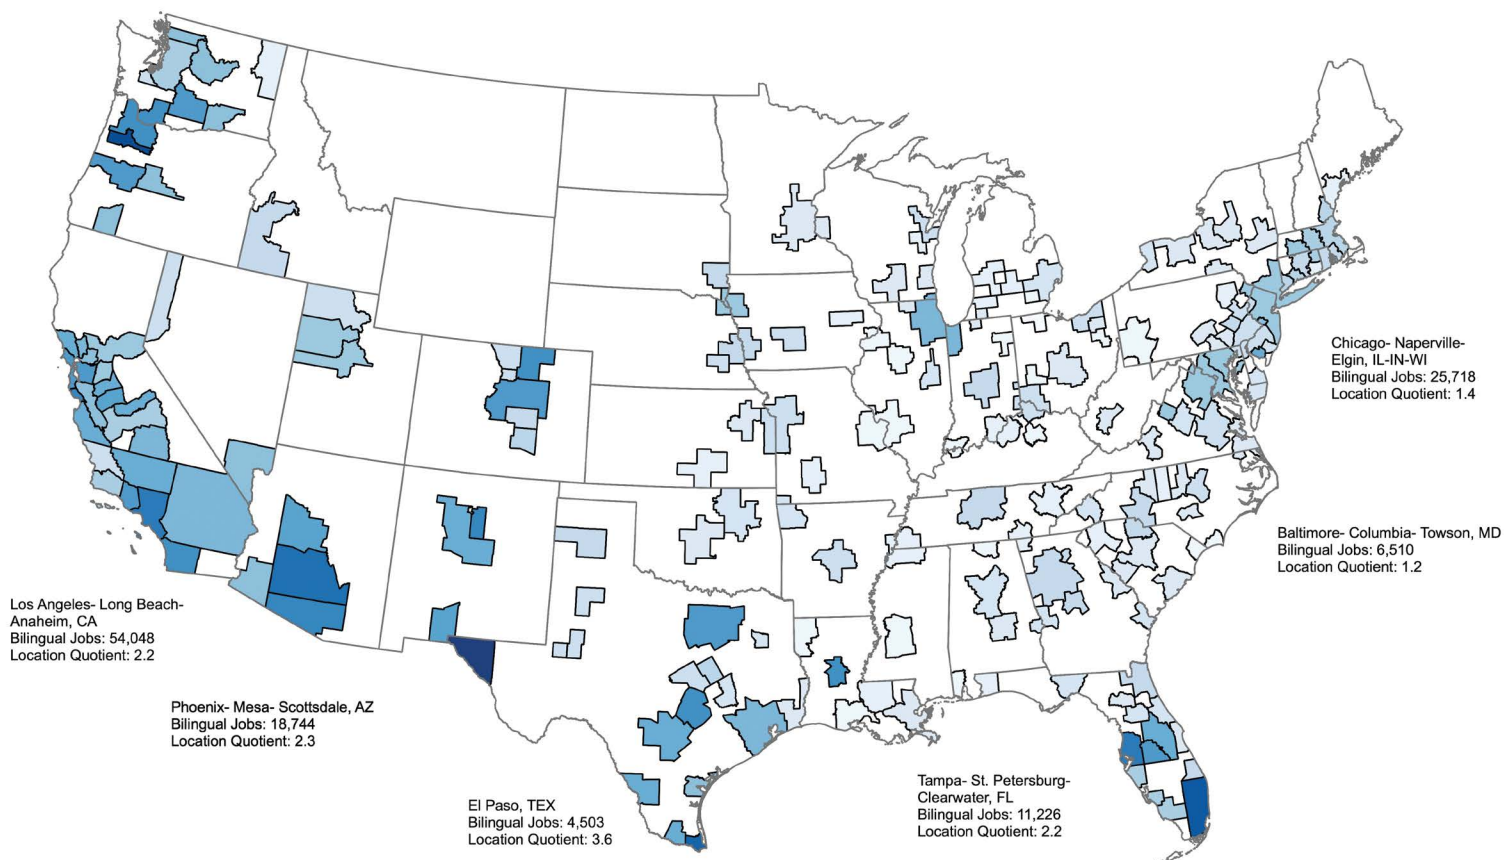 Chicago- Naperville-
Elgin, IL-IN-WI
Bilingual Jobs: 25,718
Location Quotient: 1.4
Baltimore- Columbia- Towson, MD
Bilingual Jobs: 6,510
Location Quotient: 1.2
Los Angeles- Long Beach-
Anaheim, CA
Bilingual Jobs: 54,048
Location Quotient: 2.2
Phoenix- Mesa- Scottsdale, AZ
Bilingual Jobs: 18,744
Location Quotient: 2.3
El Paso, TEX
Bilingual Jobs: 4,503
Location Quotient: 3.6
Tampa- St. Petersburg-
Clearwater, FL
Bilingual Jobs: 11,226
Location Quotient: 2.2